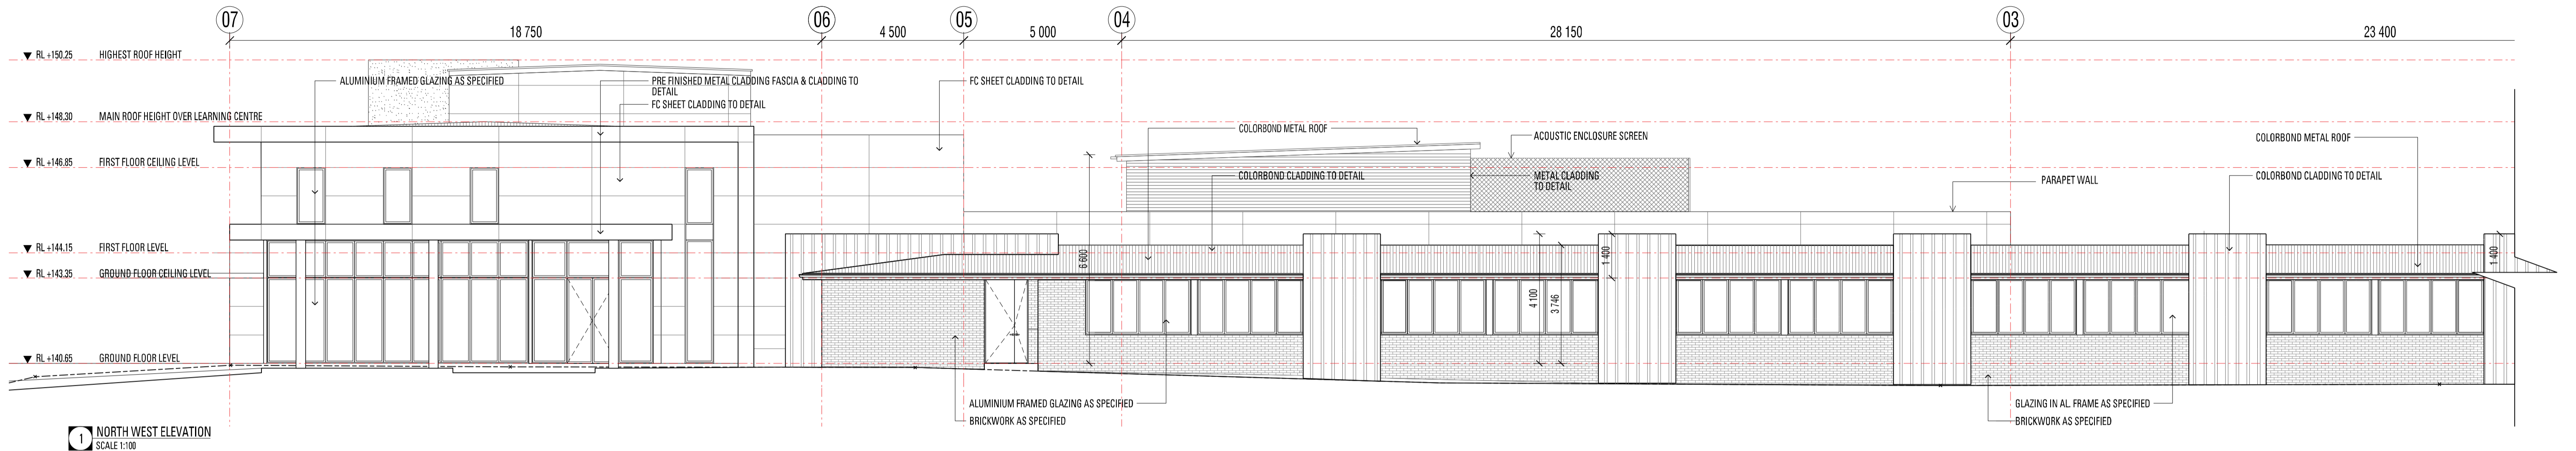 07
06
05
04
03
18 750
4 500
5 000
28 150
23 400
RL +150.25 HIGHEST ROOF HEIGHT
ALUMINIUM FRAMED GLAZING AS SPECIFIED
PRE FINISHED METAL CLADDING FASCIA & CLADDING TO
DETAIL
FC SHEET CLADDING TO DETAIL
FC SHEET CLADDING TO DETAIL
RL +148.30 MAIN ROOF HEIGHT OVER LEARNING CENTRE
COLORBOND METAL ROOF
ACOUSTIC ENCLOSURE SCREEN
COLORBOND METAL ROOF
RL +146.85 FIRST FLOOR CEILING LEVEL
COLORBOND CLADDING TO DETAIL
METAL CLADDING
TO DETAIL
PARAPET WALL
COLORBOND CLADDING TO DETAIL
RL +144.15 FIRST FLOOR LEVEL
6 600
1 400
1 400
RL +143.35 GROUND FLOOR CEILING LEVEL
4 100
3 746
RL +140.65 GROUND FLOOR LEVEL
ALUMINIUM FRAMED GLAZING AS SPECIFIED
BRICKWORK AS SPECIFIED
GLAZING IN AL. FRAME AS SPECIFIED
BRICKWORK AS SPECIFIED
1 NORTH WEST ELEVATION
SCALE 1:100